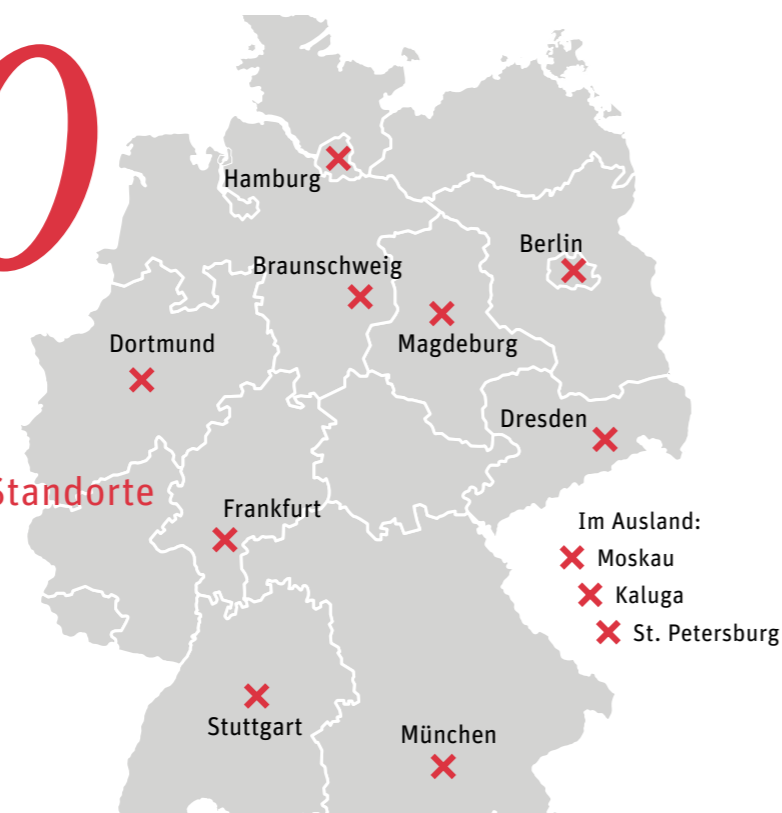 Hamburg
Berlin
Braunschweig
Dortmund
Magdeburg
Dresden
Standorte
Frankfurt
Im Ausland:
Moskau
Kaluga
St. Petersburg
Stuttgart
München